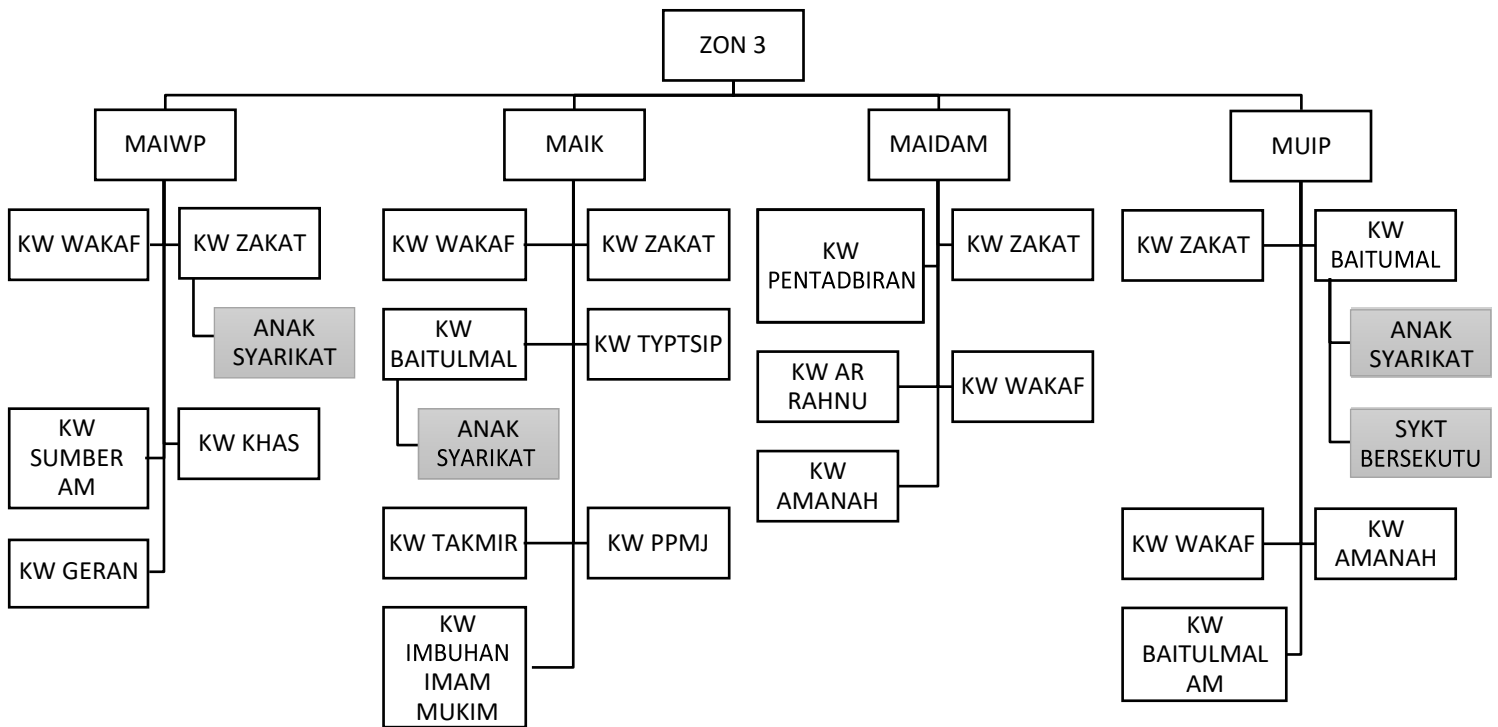 ZON 3
MAIWP
MAIK
MAIDAM
MUIP
KW WAKAF
KW ZAKAT
ANAK
SYARIKAT
KW
SUMBER
AM
KW KHAS
KW GERAN
KW WAKAF
KW ZAKAT
KW
BAITULMAL
KW TYPTSIP
ANAK
SYARIKAT
KW TAKMIR
KW PPMJ
KW
IMBUHAN
IMAM
MUKIM
KW
PENTADBIRAN
KW ZAKAT
KW AR
RAHNU
KW WAKAF
KW
AMANAH
KW ZAKAT
KW
BAITUMAL
ANAK
SYARIKAT
SYKT
BERSEKUTU
KW WAKAF
KW
AMANAH
KW
BAITULMAL
AM